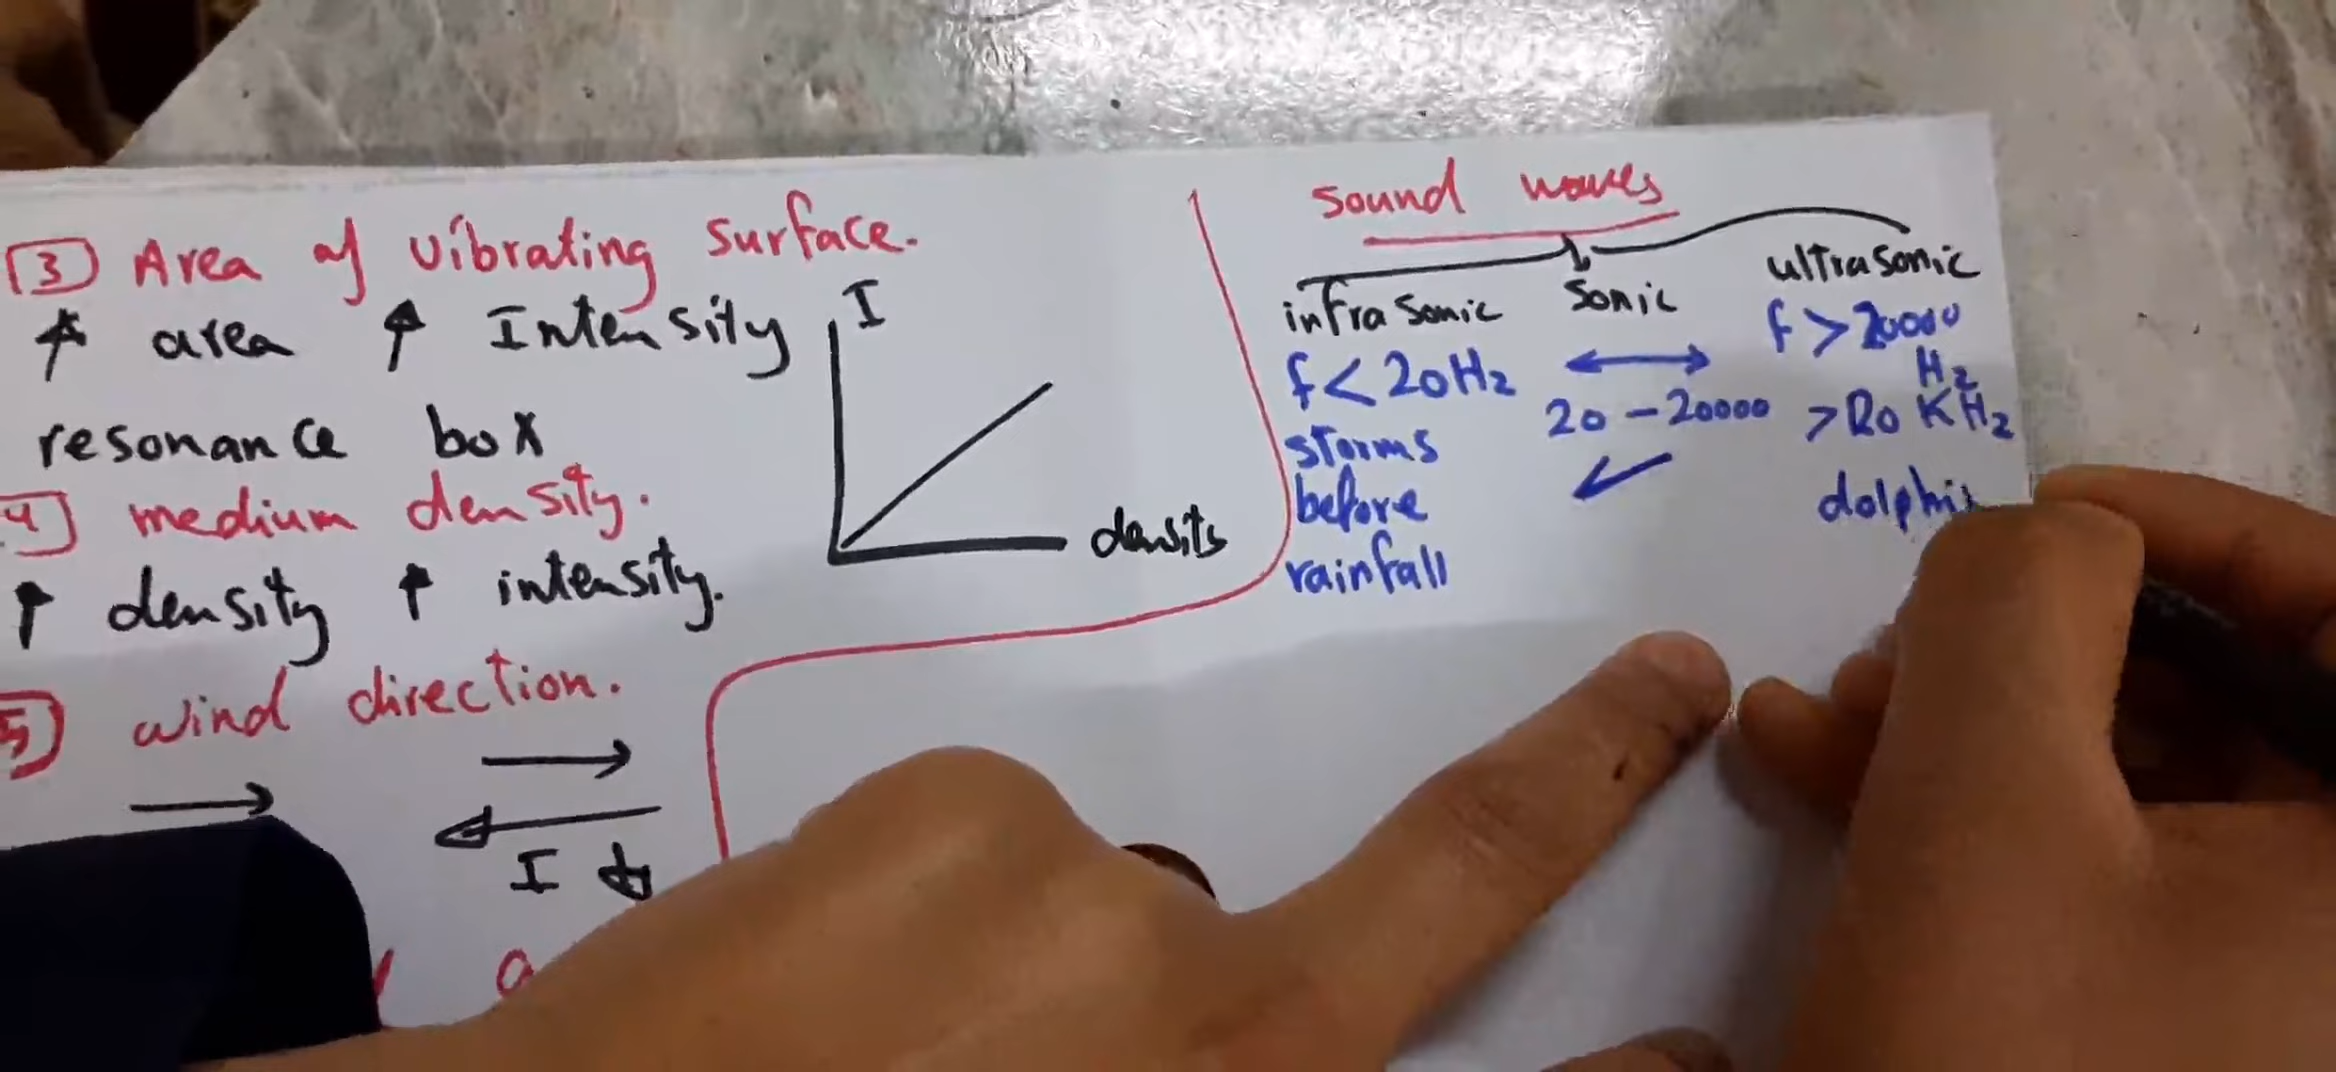 3 Area of vibrating surface.
↑ area ↑ Intensity
resonance box
I
density
4 medium density.
↑ density ↑ intensity.
5 wind direction.
I ↓
sound waves
infrasonic
f < 20Hz
storms
before
rainfall
sonic
20 - 20000
ultrasonic
f > 20000
Hz
> 20 KHz
dolphin